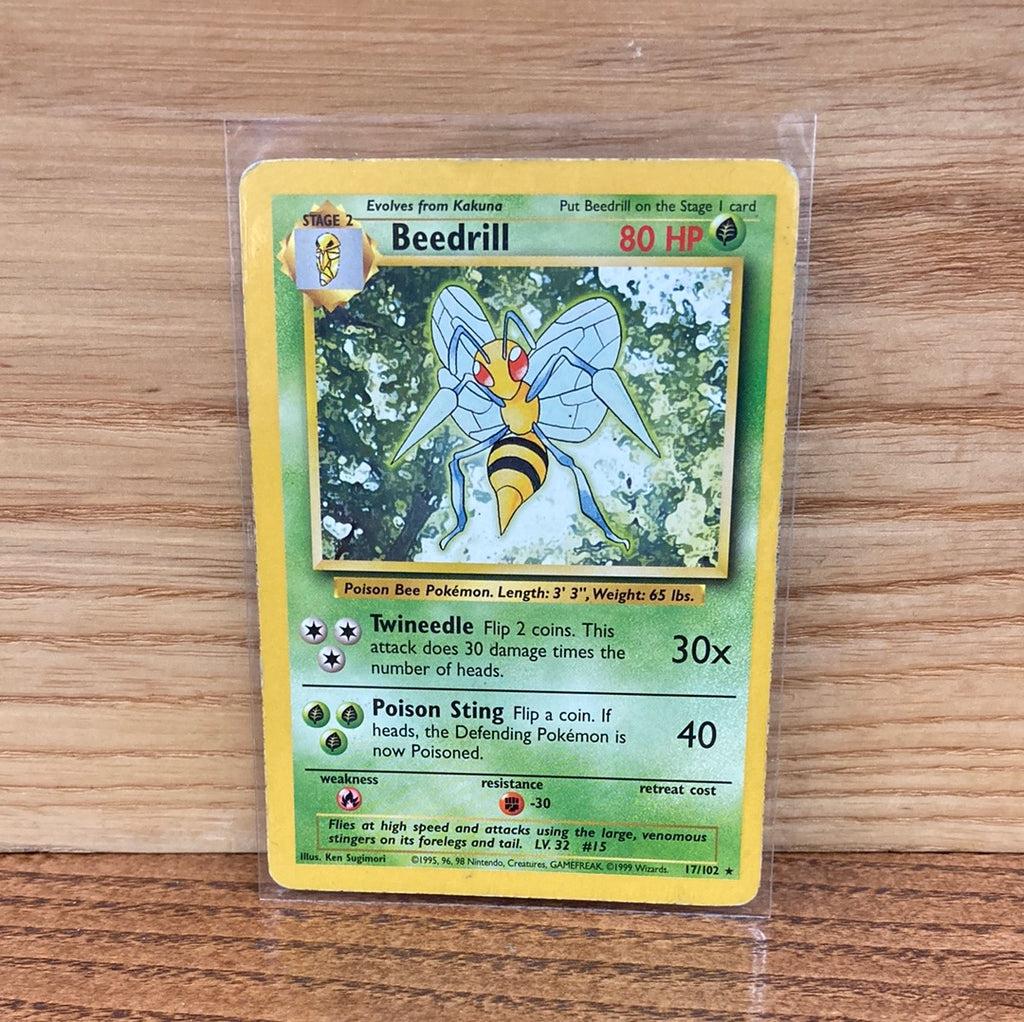 Evolves from Kakuna Put Beedrill on the Stage 1 card
STAGE 2
Beedrill 80 HP
Poison Bee Pokémon. Length: 3' 3", Weight: 65 lbs.
Twineedle Flip 2 coins. This
attack does 30 damage times the
number of heads.
30x
Poison Sting Flip a coin. If
heads, the Defending Pokémon is
now Poisoned.
40
weakness resistance retreat cost
-30
Flies at high speed and attacks using the large, venomous
stingers on its forelegs and tail. LV. 32 #15
Illus. Ken Sugimori ©1995, 96, 98 Nintendo, Creatures, GAMEFREAK. ©1999 Wizards. 17/102 ★